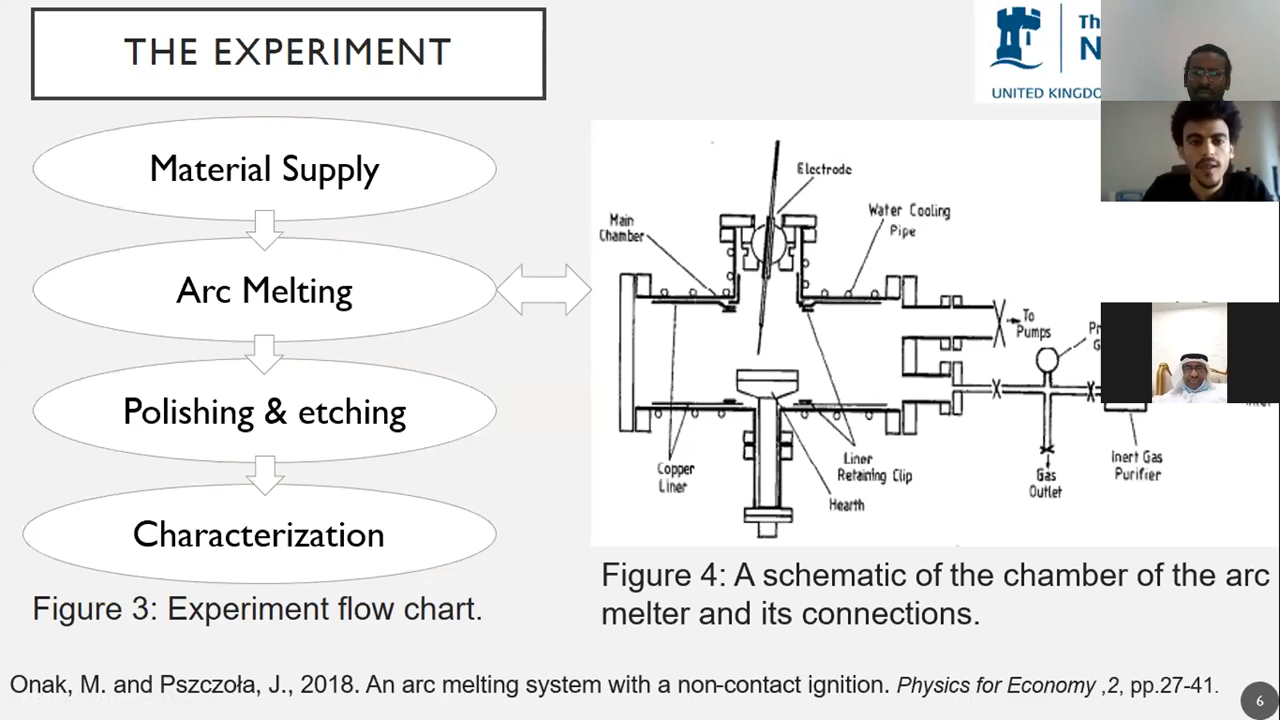 THE EXPERIMENT
UNITED KINGDO
Material Supply
Arc Melting
Polishing & etching
Characterization
Figure 3: Experiment flow chart.
Electrode
Main
Chamber
Water Cooling
Pipe
To
Pumps
Copper
Liner
Liner
Retaining Clip
Hearth
Gas
Outlet
Inert Gas
Purifier
Figure 4: A schematic of the chamber of the arc
melter and its connections.
Onak, M. and Pszczoła, J., 2018. An arc melting system with a non-contact ignition. Physics for Economy ,2, pp.27-41.
6